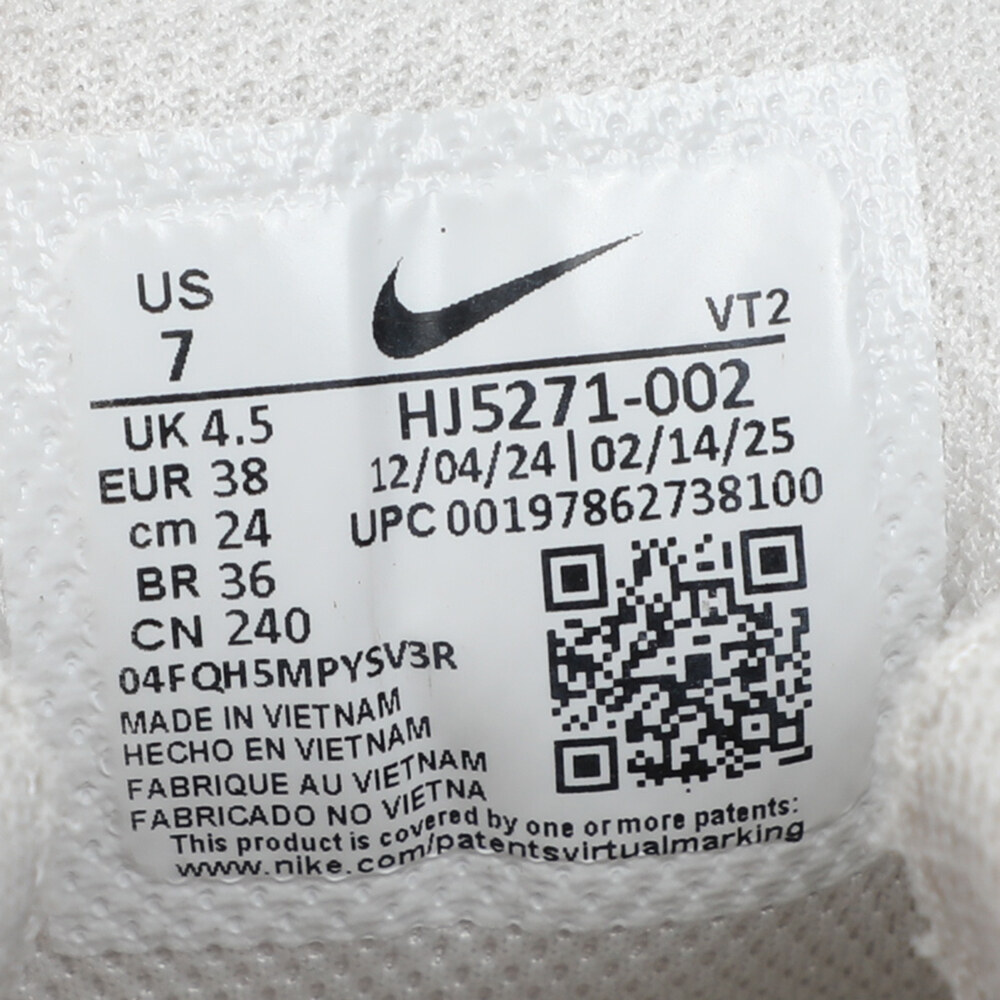 US
7
VT2
UK 4.5
EUR 38
cm 24
BR 36
CN 240
HJ5271-002
12/04/24 | 02/14/25
UPC 00197862738100
04FQH5MPYSV3R
MADE IN VIETNAM
HECHO EN VIETNAM
FABRIQUE AU VIETNAM
FABRICADO NO VIETNA
This product is covered by one or more patents:
www.nike.com/patentsvirtualmarking